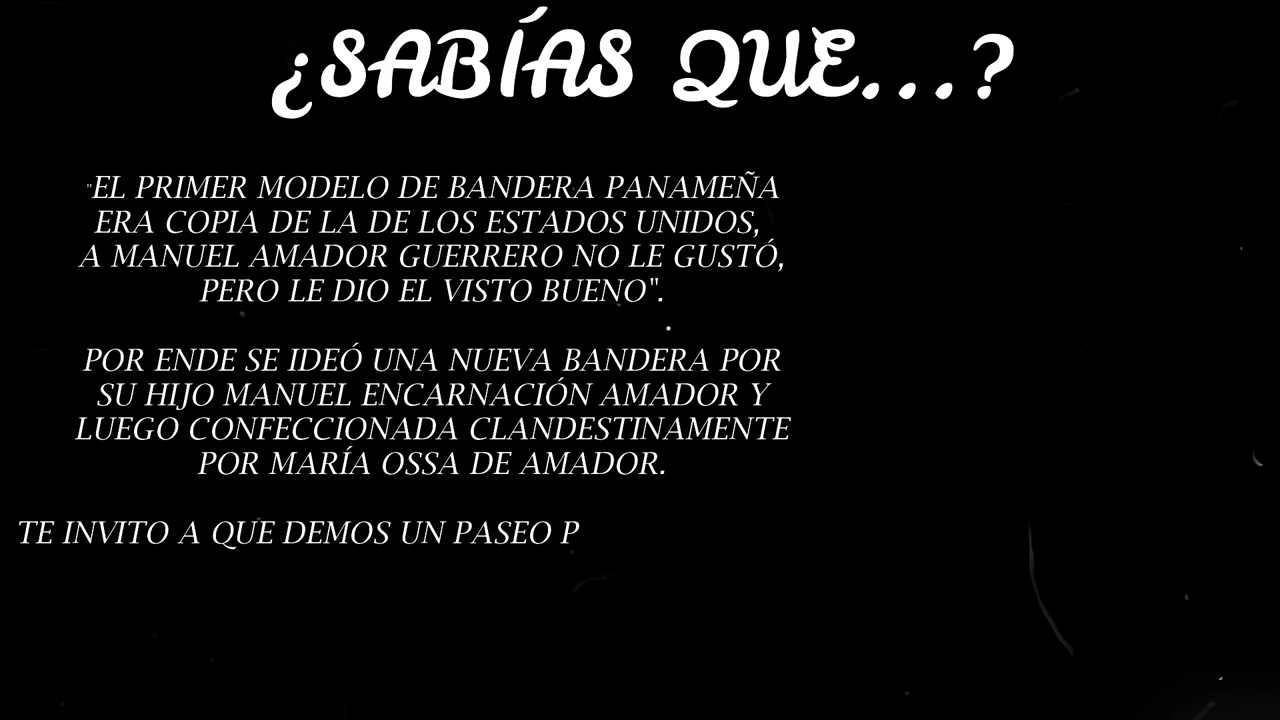 ¿SABÍAS QUE...?
"EL PRIMER MODELO DE BANDERA PANAMEÑA
ERA COPIA DE LA DE LOS ESTADOS UNIDOS,
A MANUEL AMADOR GUERRERO NO LE GUSTÓ,
PERO LE DIO EL VISTO BUENO".
POR ENDE SE IDEÓ UNA NUEVA BANDERA POR
SU HIJO MANUEL ENCARNACIÓN AMADOR Y
LUEGO CONFECCIONADA CLANDESTINAMENTE
POR MARÍA OSSA DE AMADOR.
TE INVITO A QUE DEMOS UN PASEO P